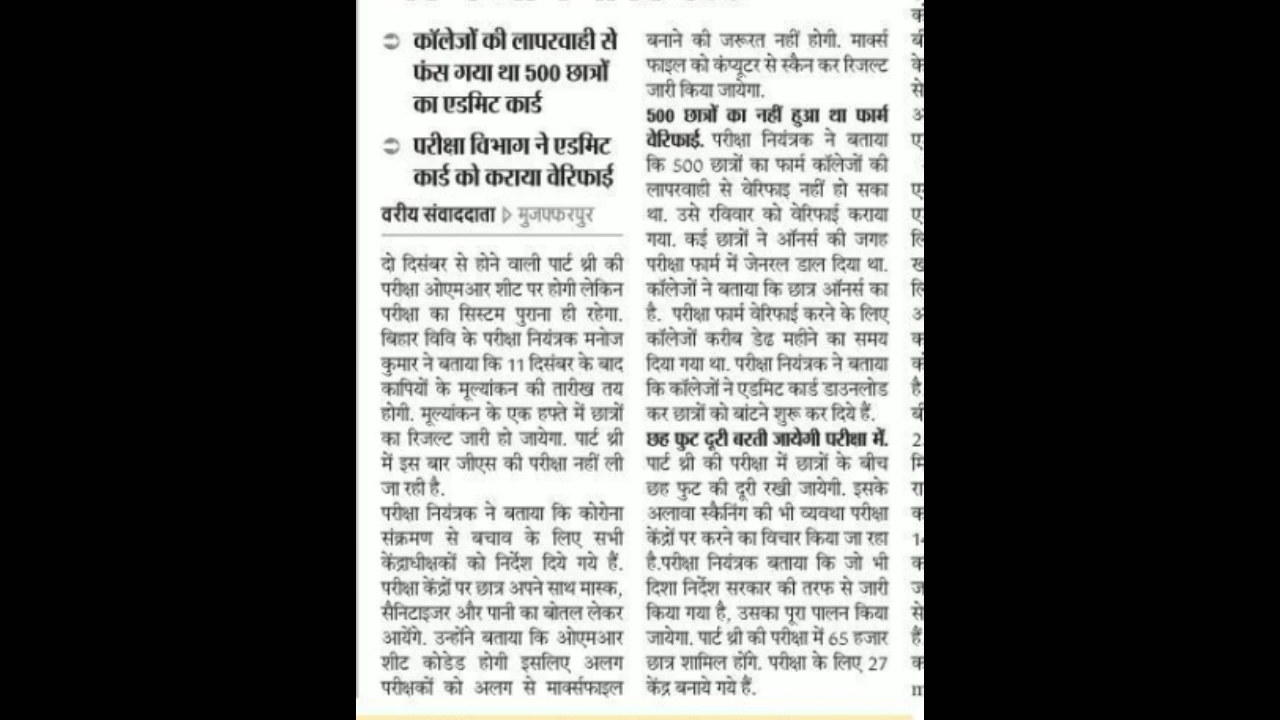 कॉलेजों की लापरवाही से
फंस गया था 500 छात्रों
का एडमिट कार्ड
परीक्षा विभाग ने एडमिट
कार्ड को कराया वेरिफाई
वरीय संवाददाता ▷ मुजफ्फरपुर
दो दिसंबर से होने वाली पार्ट थ्री की
परीक्षा ओएमआर शीट पर होगी लेकिन
परीक्षा का सिस्टम पुराना ही रहेगा.
बिहार विवि के परीक्षा नियंत्रक मनोज
कुमार ने बताया कि 11 दिसंबर के बाद
कापियों के मूल्यांकन की तारीख तय
होगी. मूल्यांकन के एक हफ्ते में छात्रों
का रिजल्ट जारी हो जायेगा. पार्ट थ्री
में इस बार जीएस की परीक्षा नहीं ली
जा रही है.
परीक्षा नियंत्रक ने बताया कि कोरोना
संक्रमण से बचाव के लिए सभी
केंद्राधीक्षकों को निर्देश दिये गये हैं.
परीक्षा केंद्रों पर छात्र अपने साथ मास्क,
सैनिटाइजर और पानी का बोतल लेकर
आयेंगे. उन्होंने बताया कि ओएमआर
शीट कोडेड होगी इसलिए अलग
परीक्षकों को अलग से मार्क्सफाइल
बनाने की जरूरत नहीं होगी. मार्क्स
फाइल को कंप्यूटर से स्कैन कर रिजल्ट
जारी किया जायेगा.
500 छात्रों का नहीं हुआ था फार्म
वेरिफाई. परीक्षा नियंत्रक ने बताया
कि 500 छात्रों का फार्म कॉलेजों की
लापरवाही से वेरिफाइ नहीं हो सका
था. उसे रविवार को वेरिफाई कराया
गया. कई छात्रों ने ऑनर्स की जगह
परीक्षा फार्म में जेनरल डाल दिया था.
कॉलेजों ने बताया कि छात्र ऑनर्स का
है. परीक्षा फार्म वेरिफाई करने के लिए
कॉलेजों करीब डेढ महीने का समय
दिया गया था. परीक्षा नियंत्रक ने बताया
कि कॉलेजों ने एडमिट कार्ड डाउनलोड
कर छात्रों को बांटने शुरू कर दिये हैं.
छह फुट दूरी बरती जायेगी परीक्षा में.
पार्ट थ्री की परीक्षा में छात्रों के बीच
छह फुट की दूरी रखी जायेगी. इसके
अलावा स्कैनिंग की भी व्यवथा परीक्षा
केंद्रों पर करने का विचार किया जा रहा
है.परीक्षा नियंत्रक बताया कि जो भी
दिशा निर्देश सरकार की तरफ से जारी
किया गया है, उसका पूरा पालन किया
जायेगा. पार्ट थ्री की परीक्षा में 65 हजार
छात्र शामिल होंगे. परीक्षा के लिए 27
केंद्र बनाये गये हैं.